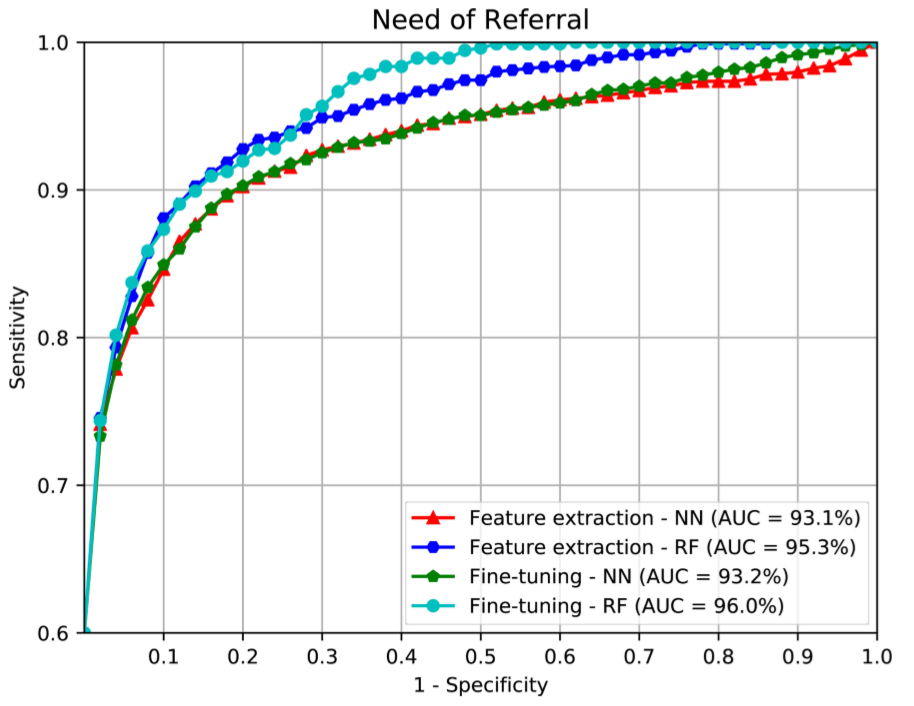 Need of Referral
1.0
0.9
0.8
0.7
0.6
Sensitivity
Feature extraction - NN (AUC = 93.1%)
Feature extraction - RF (AUC = 95.3%)
Fine-tuning - NN (AUC = 93.2%)
Fine-tuning - RF (AUC = 96.0%)
0.1 0.2 0.3 0.4 0.5 0.6 0.7 0.8 0.9 1.0
1 - Specificity